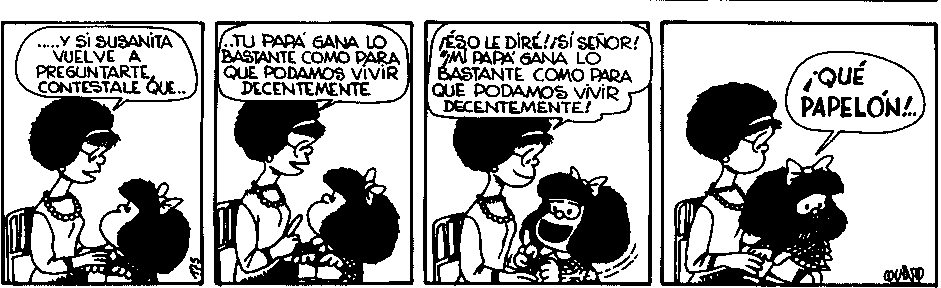 .....Y SI SUSANITA
VUELVE A
PREGUNTARTE,
CONTESTALE QUE..
..TU PAPÁ GANA LO
BASTANTE COMO PARA
QUE PODAMOS VIVIR
DECENTEMENTE
¡ÉSO LE DIRÉ! ¡SÍ SEÑOR!
"¡MI PAPÁ GANA LO
BASTANTE COMO PARA
QUE PODAMOS VIVIR
DECENTEMENTE!
¡QUÉ
PAPELÓN!..